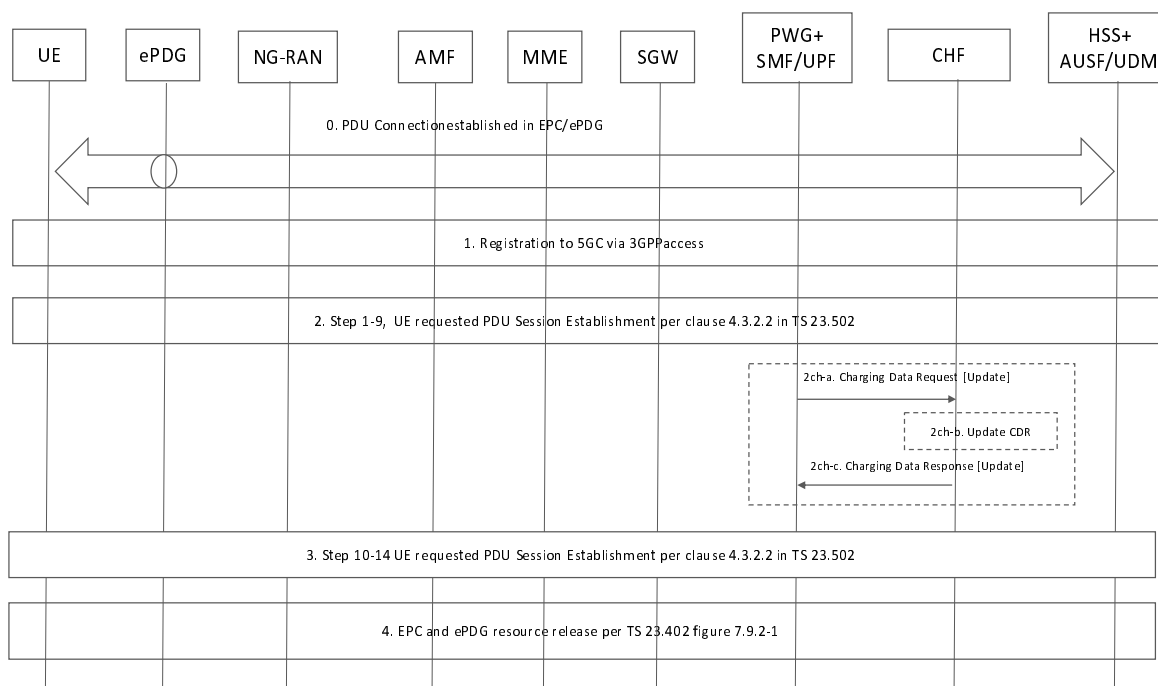 UE
ePDG
NG-RAN
AMF
MME
SGW
PWG+
SMF/UPF
CHF
HSS+
AUSF/UDM
0. PDU Connectionestablished in EPC/ePDG
1. Registration to 5GC via 3GPPaccess
2. Step 1-9, UE requested PDU Session Establishment per clause 4.3.2.2 in TS 23.502
2ch-a. Charging Data Request [Update]
2ch-b. Update CDR
2ch-c. Charging Data Response [Update]
3. Step 10-14 UE requested PDU Session Establishment per clause 4.3.2.2 in TS 23.502
4. EPC and ePDG resource release per TS 23.402 figure 7.9.2-1